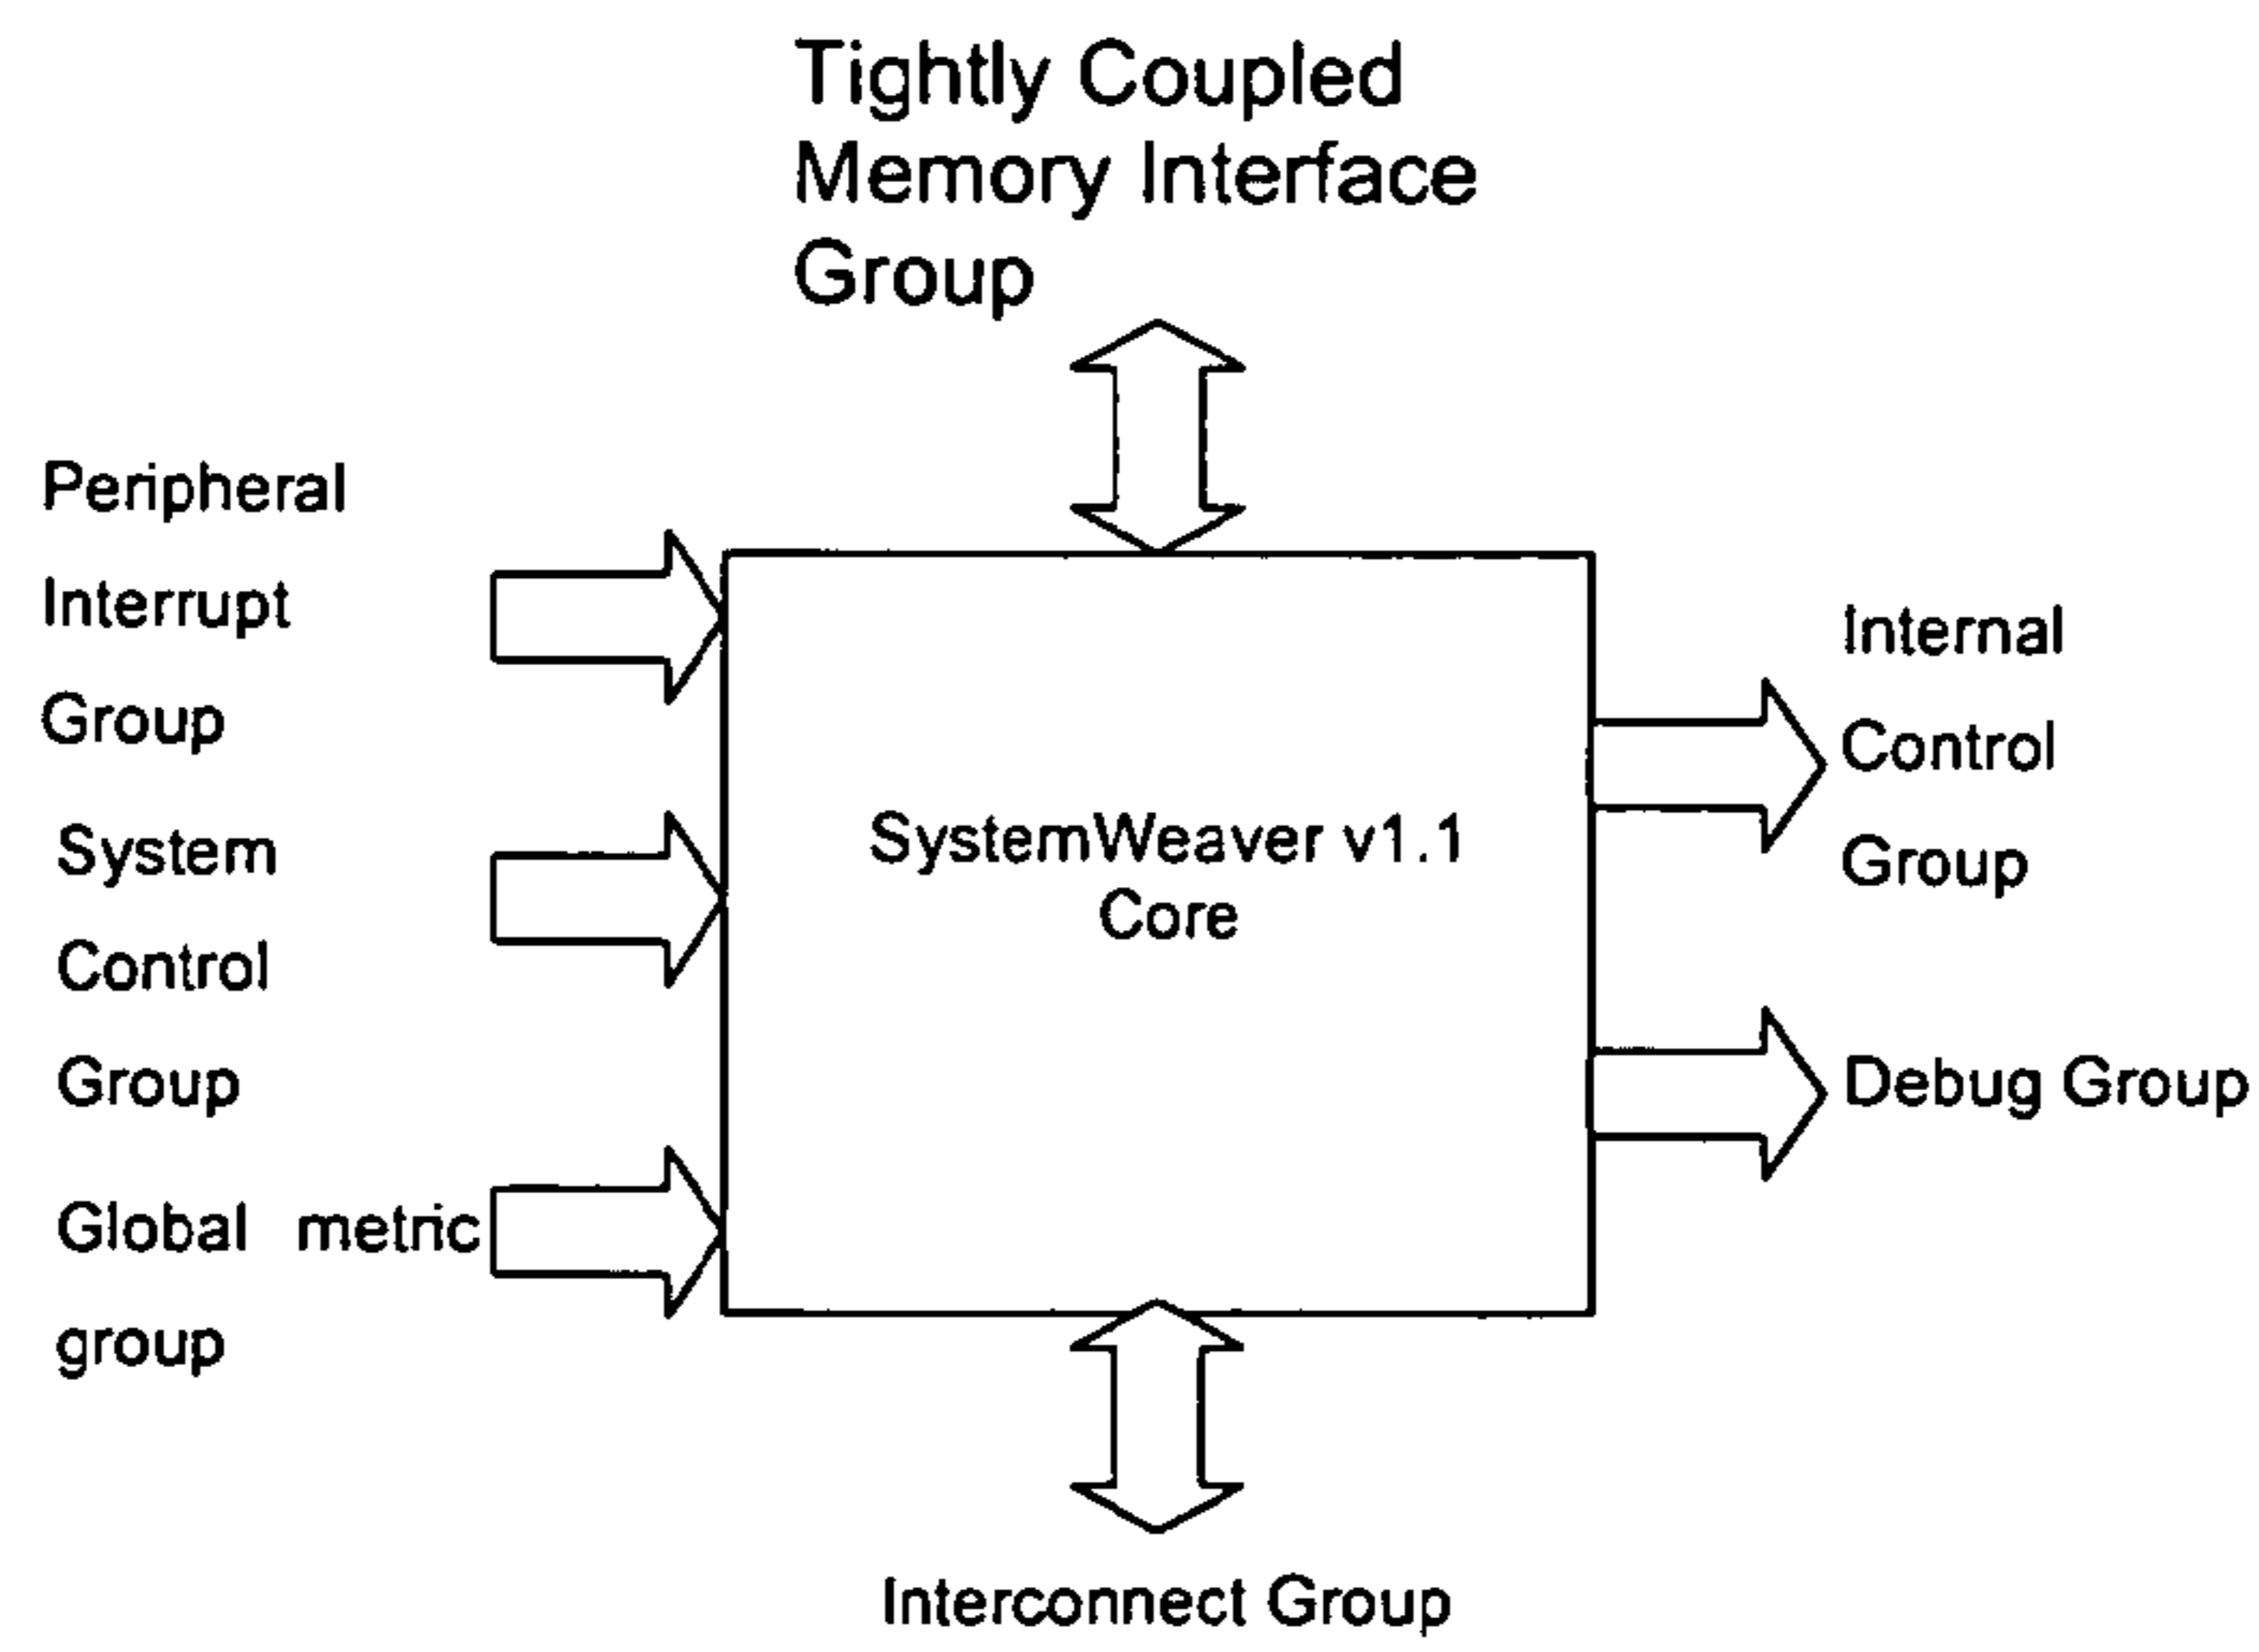 Tightly Coupled
Memory Interface
Group
Peripheral
Interrupt
Group
System
Control
Group
Global metric
group
SystemWeaver v1.1
Core
Internal
Control
Group
Debug Group
Interconnect Group